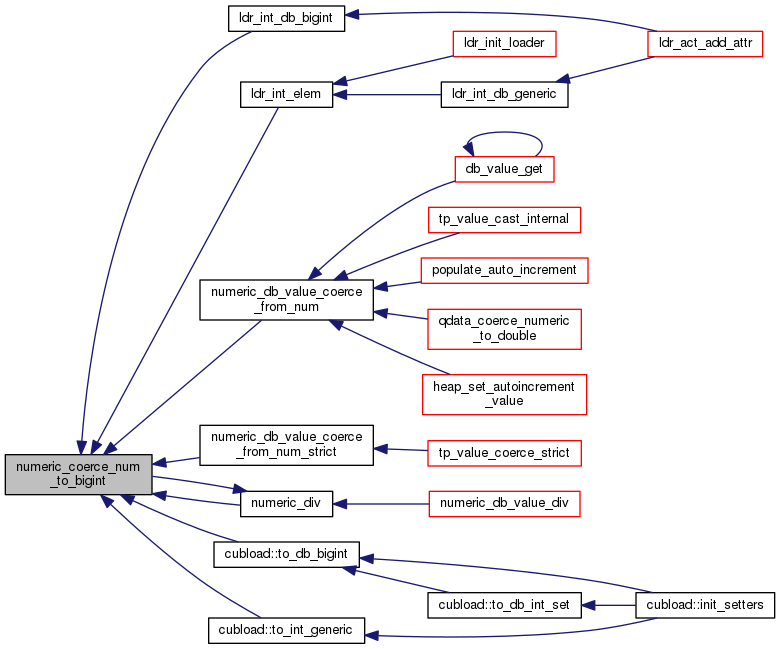 ldr_int_db_bigint
ldr_init_loader
ldr_act_add_attr
ldr_int_elem
ldr_int_db_generic
db_value_get
tp_value_cast_internal
populate_auto_increment
numeric_db_value_coerce
_from_num
qdata_coerce_numeric
_to_double
heap_set_autoincrement
_value
numeric_db_value_coerce
_from_num_strict
tp_value_coerce_strict
numeric_coerce_num
_to_bigint
numeric_div
numeric_db_value_div
cubload::to_db_bigint
cubload::to_db_int_set
cubload::init_setters
cubload::to_int_generic